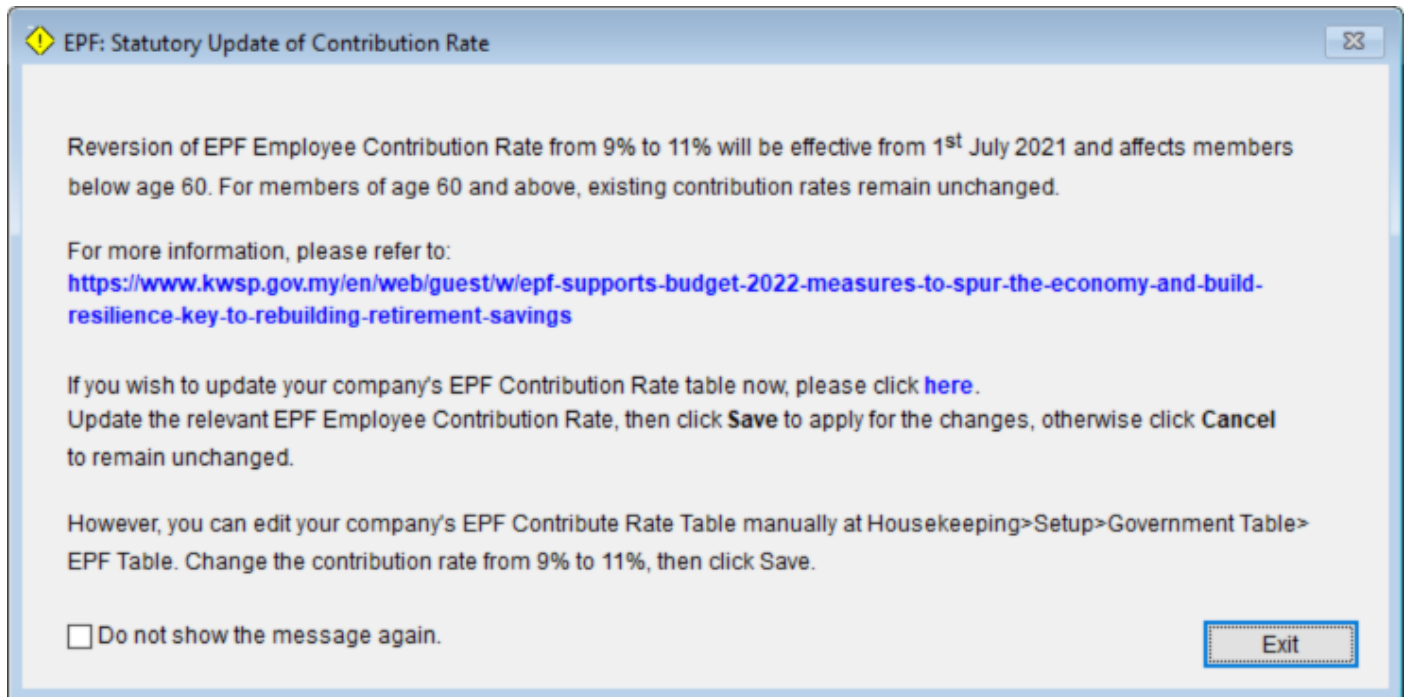 EPF: Statutory Update of Contribution Rate
Reversion of EPF Employee Contribution Rate from 9% to 11% will be effective from 1st July 2021 and affects members
below age 60. For members of age 60 and above, existing contribution rates remain unchanged.
For more information, please refer to:
https://www.kwsp.gov.my/en/web/guest/w/epf-supports-budget-2022-measures-to-spur-the-economy-and-build-
resilience-key-to-rebuilding-retirement-savings
If you wish to update your company's EPF Contribution Rate table now, please click here.
Update the relevant EPF Employee Contribution Rate, then click Save to apply for the changes, otherwise click Cancel
to remain unchanged.
However, you can edit your company's EPF Contribute Rate Table manually at Housekeeping>Setup>Government Table>
EPF Table. Change the contribution rate from 9% to 11%, then click Save.
Do not show the message again.
Exit